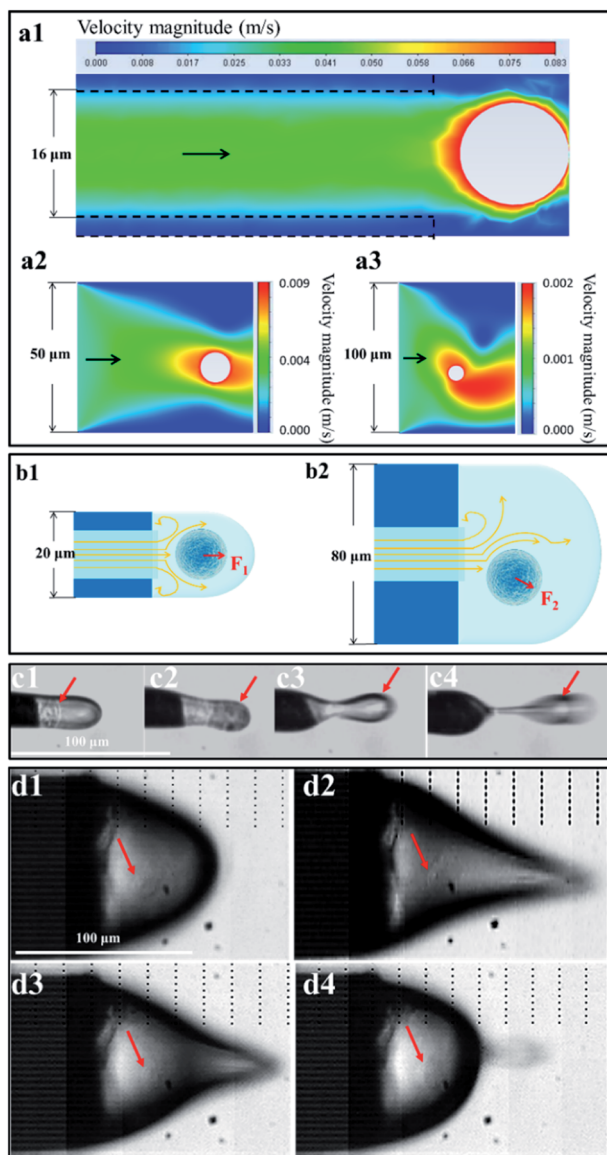 Velocity magnitude (m/s)
a1
0.000 0.008 0.017 0.025 0.033 0.041 0.050 0.058 0.066 0.075 0.083
16 μm
a2
0.009
0.004
0.000
50 μm
Velocity magnitude (m/s)
a3
0.002
0.001
0.000
100 μm
Velocity magnitude (m/s)
b1
20 μm
F1
b2
80 μm
F2
c1
c2
c3
c4
100 μm
d1
d2
100 μm
d3
d4